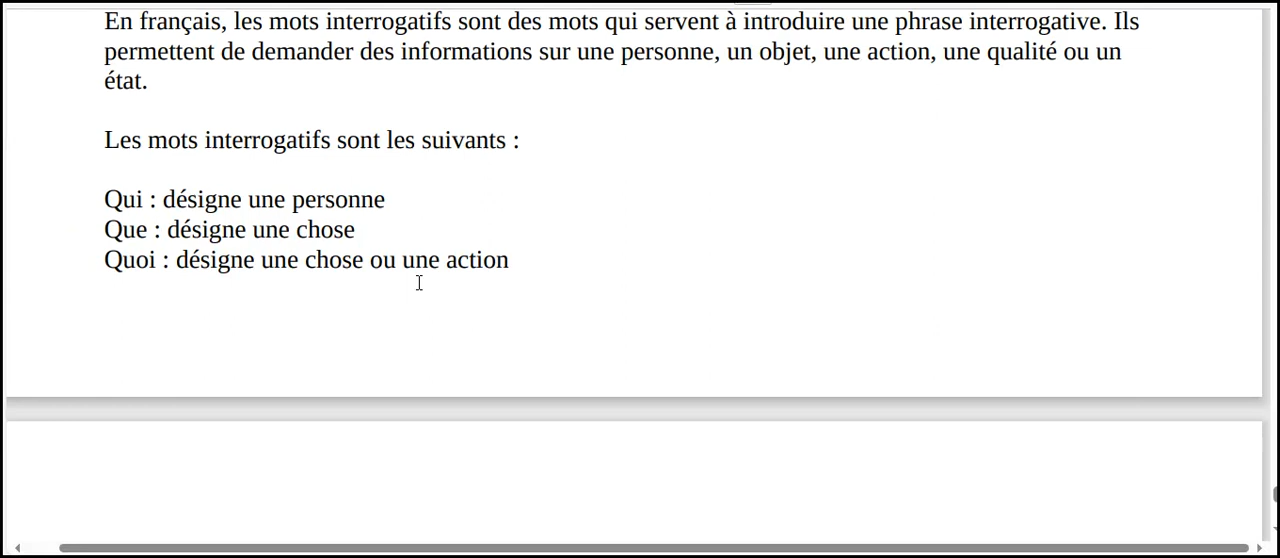 En français, les mots interrogatifs sont des mots qui servent à introduire une phrase interrogative. Ils
permettent de demander des informations sur une personne, un objet, une action, une qualité ou un
état.
Les mots interrogatifs sont les suivants :
Qui : désigne une personne
Que : désigne une chose
Quoi : désigne une chose ou une action